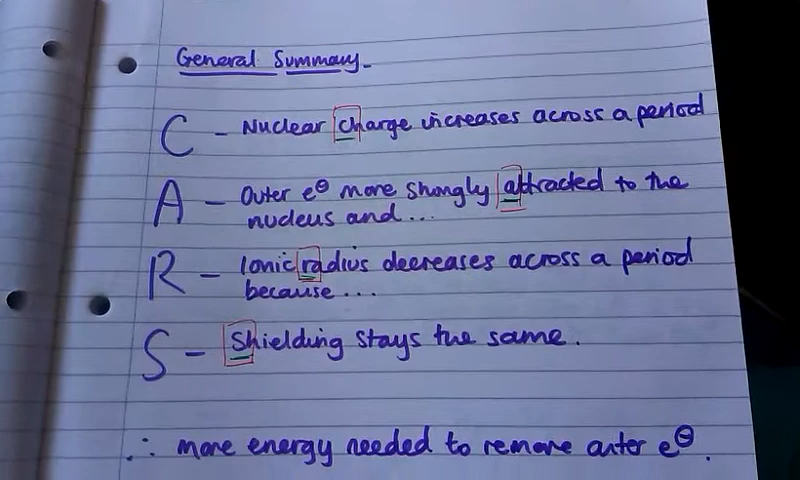 General Summary
C - Nuclear charge increases across a period
A - Outer e⊖ more strongly attracted to the
nucleus and...
R - Ionic radius decreases across a period
because...
S - Shielding stays the same.
∴ more energy needed to remove outer e⊖.